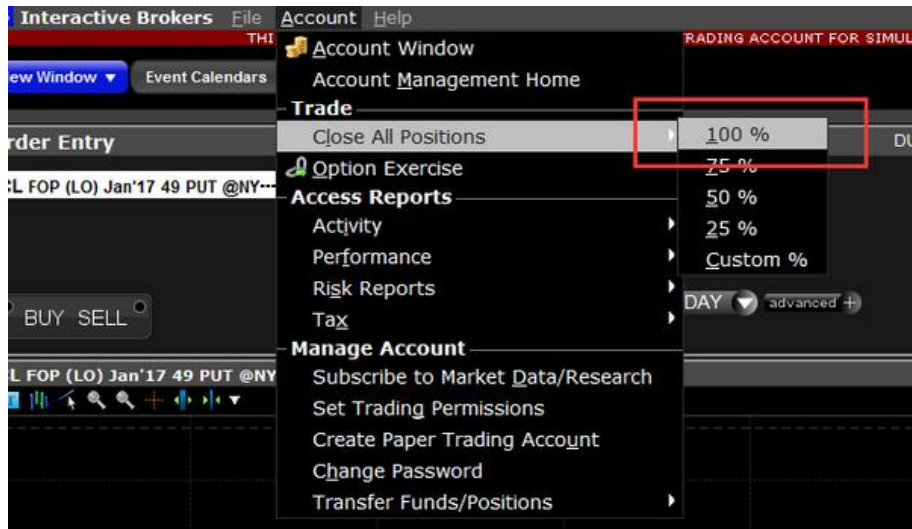 Interactive Brokers File Account Help
THI RADING ACCOUNT FOR SIMUL
ew Window Event Calendars
Account Window
Account Management Home
Trade
rder Entry Close All Positions 100 % DU
Option Exercise 75 %
CL FOP (LO) Jan'17 49 PUT @NY---
Access Reports 50 %
Activity 25 %
Performance Custom %
Risk Reports
BUY SELL Tax DAY advanced +
Manage Account
L FOP (LO) Jan'17 49 PUT @NY Subscribe to Market Data/Research
Set Trading Permissions
Create Paper Trading Account
Change Password
Transfer Funds/Positions